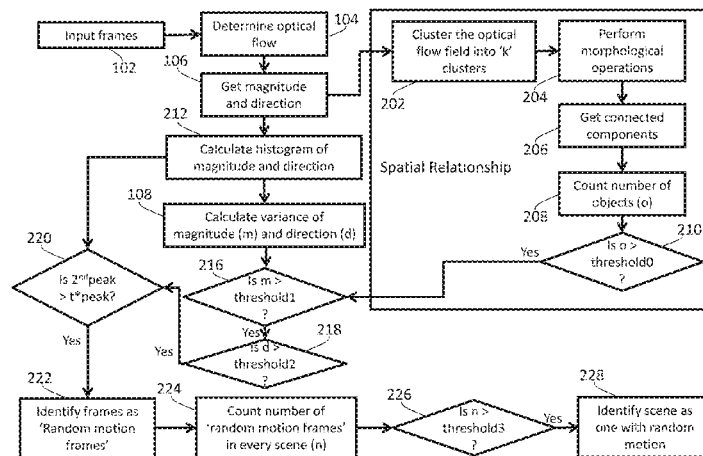 Input frames
102
Determine optical
flow
104
106
Get magnitude
and direction
212
Calculate histogram of
magnitude and direction
108
Calculate variance of
magnitude (m) and direction (d)
220
Is 2nd peak
> t*peak?
216
Is m >
threshold1
?
Yes
218
Is d >
threshold2
?
Yes
Cluster the optical
flow field into 'k'
clusters
202
Perform
morphological
operations
204
Get connected
components
206
Spatial Relationship
Count number of
objects (o)
208
210
Is o >
threshold0
?
Yes
222
Identify frames as
'Random motion
frames'
224
Count number of
'random motion frames'
in every scene (n)
226
Is n >
threshold3
?
Yes
228
Identify scene as
one with random
motion